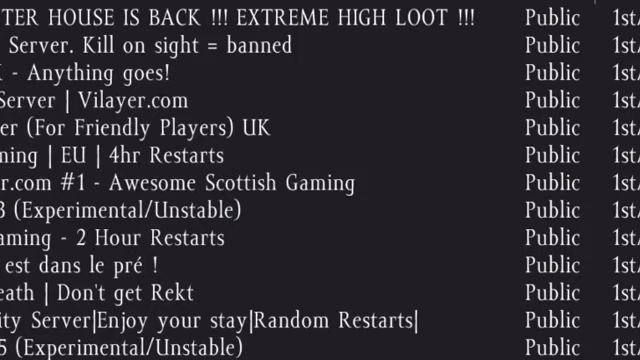 TER HOUSE IS BACK !!! EXTREME HIGH LOOT !!! Public 1st
Server. Kill on sight = banned Public 1st
- Anything goes! Public 1st
Server | Vilayer.com Public 1st
er (For Friendly Players) UK Public 1st
ning | EU | 4hr Restarts Public 1st
r.com #1 - Awesome Scottish Gaming Public 1st
3 (Experimental/Unstable) Public 1st
aming - 2 Hour Restarts Public 1st
est dans le pré ! Public 1st
eath | Don't get Rekt Public 1st
ity Server|Enjoy your stay|Random Restarts| Public 1st
5 (Experimental/Unstable) Public 1st